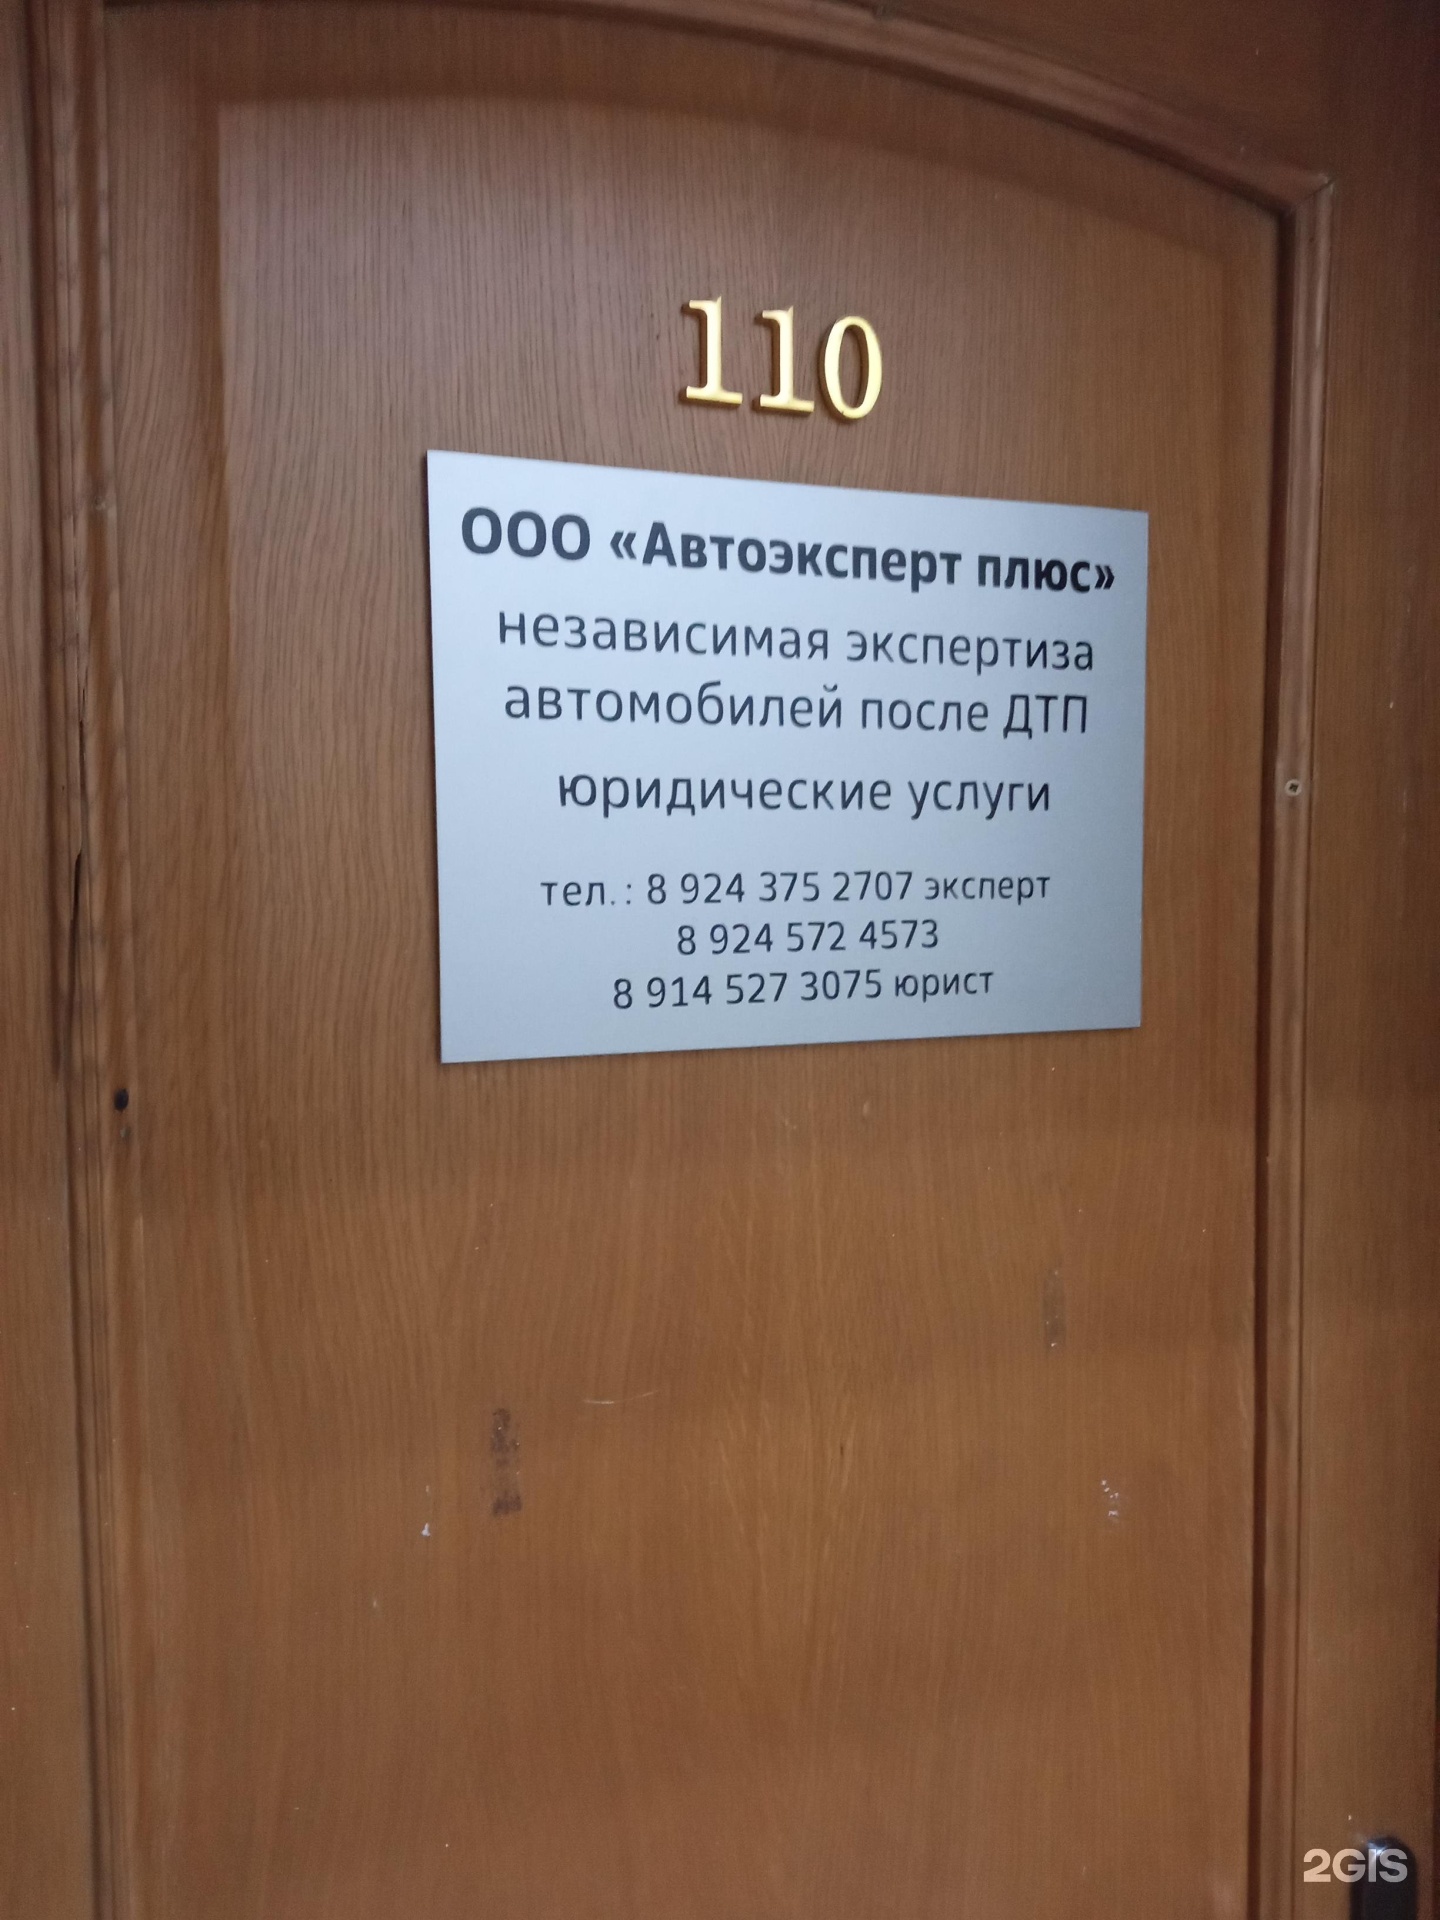 110
ООО «Автоэксперт плюс»
независимая экспертиза
автомобилей после ДТП
юридические услуги
тел.: 8 924 375 2707 эксперт
8 924 572 4573
8 914 527 3075 юрист
2GIS